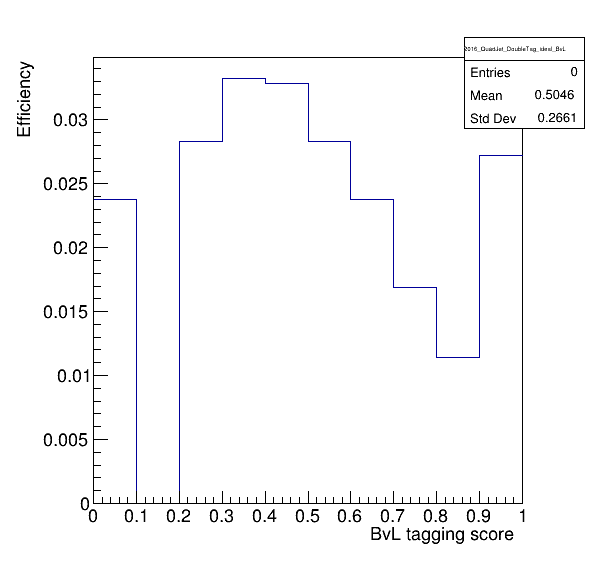 2016_QuadJet_DoubleTag_ideal_BvL
Entries 0
Mean 0.5046
Std Dev 0.2661
Efficiency
0.03
0.025
0.02
0.015
0.01
0.005
0
0 0.1 0.2 0.3 0.4 0.5 0.6 0.7 0.8 0.9 1
BvL tagging score